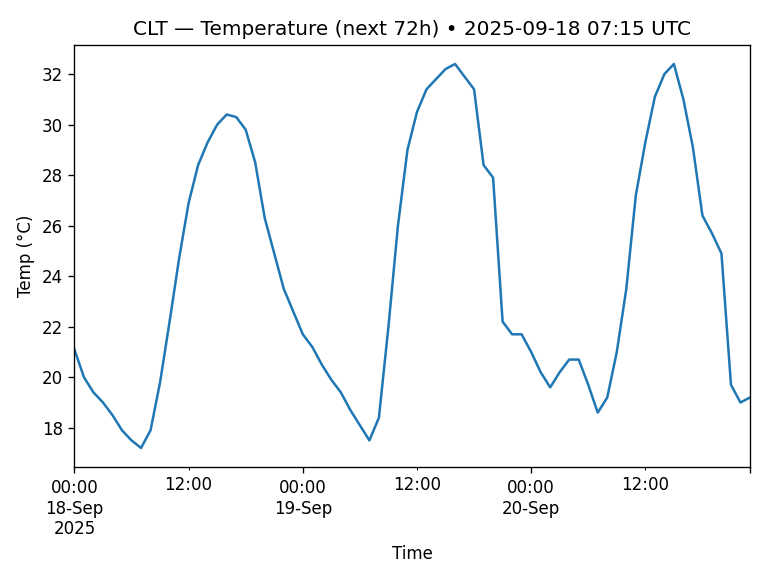 CLT — Temperature (next 72h) • 2025-09-18 07:15 UTC
32
30
28
26
24
22
20
18
Temp (°C)
00:00 12:00 00:00 12:00 00:00 12:00
18-Sep 19-Sep 20-Sep
2025
Time